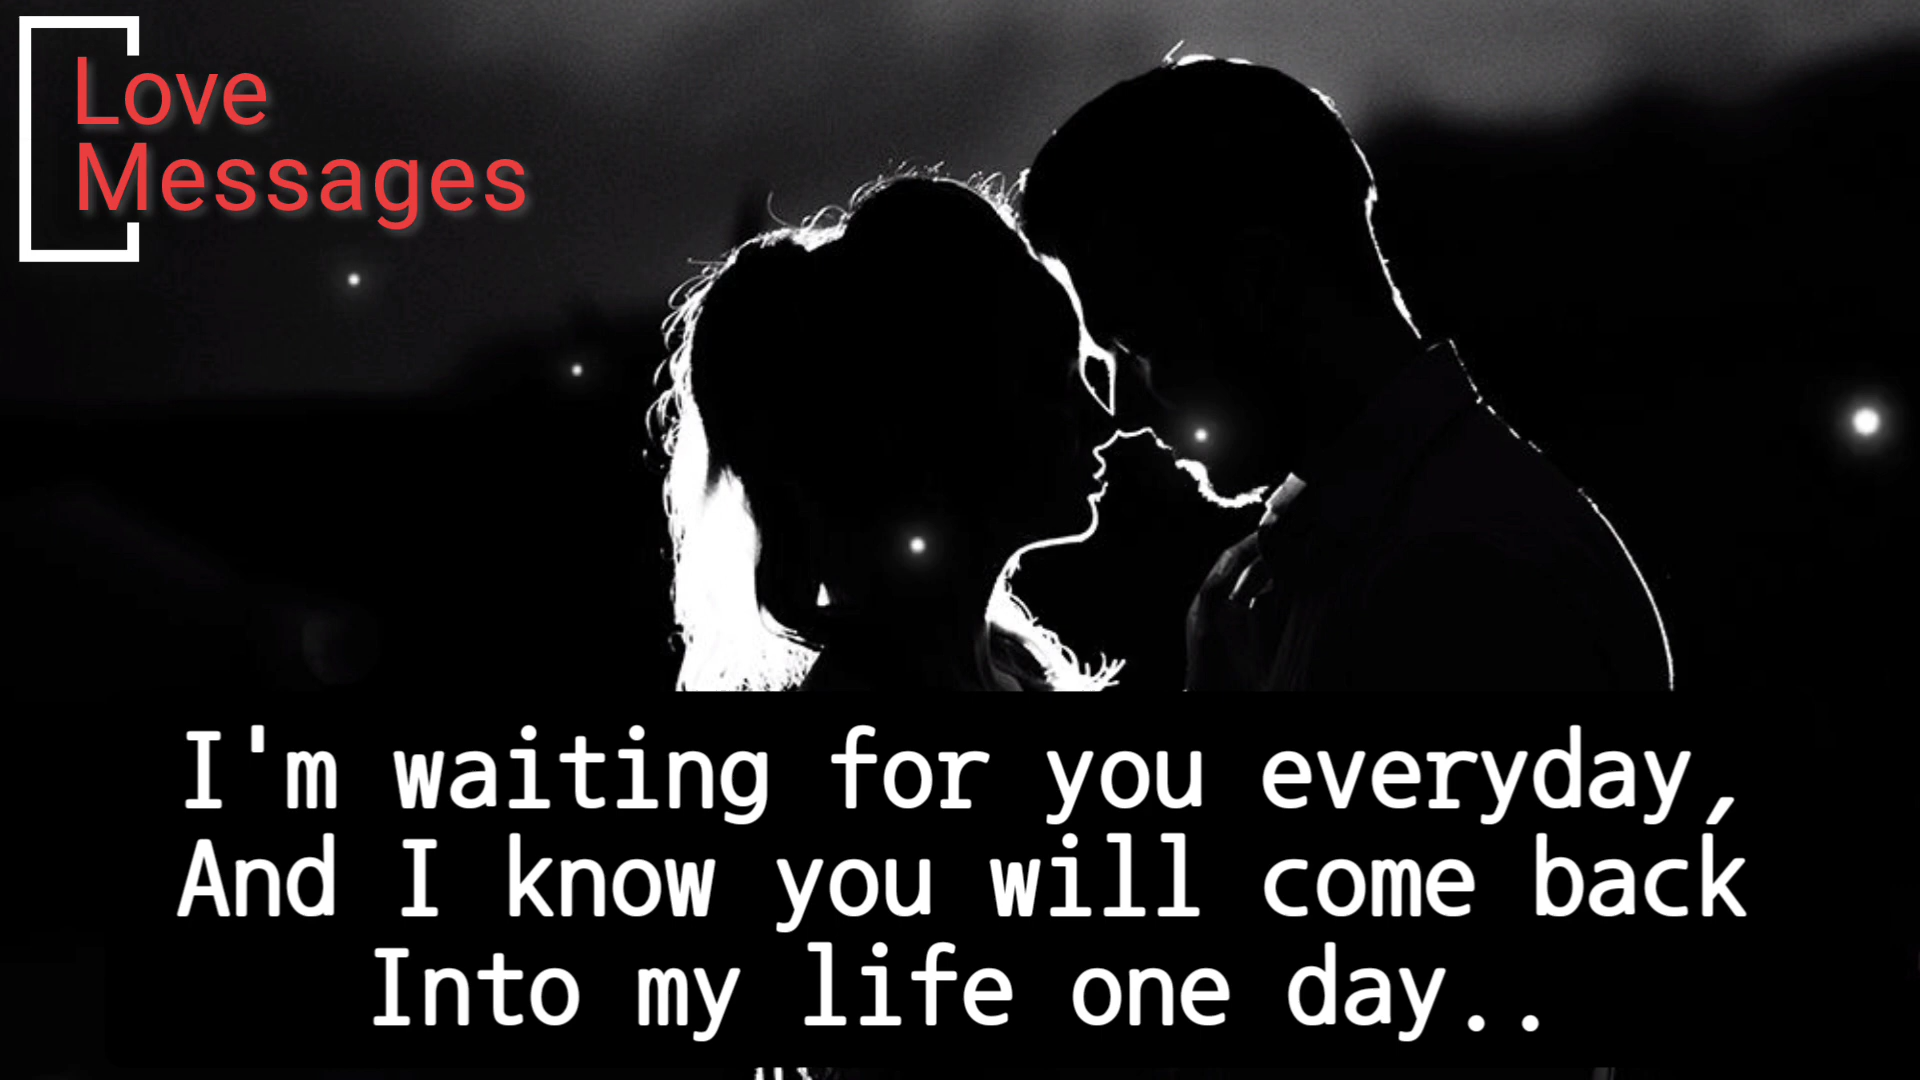 Love
Messages
I'm waiting for you everyday,
And I know you will come back
Into my life one day..